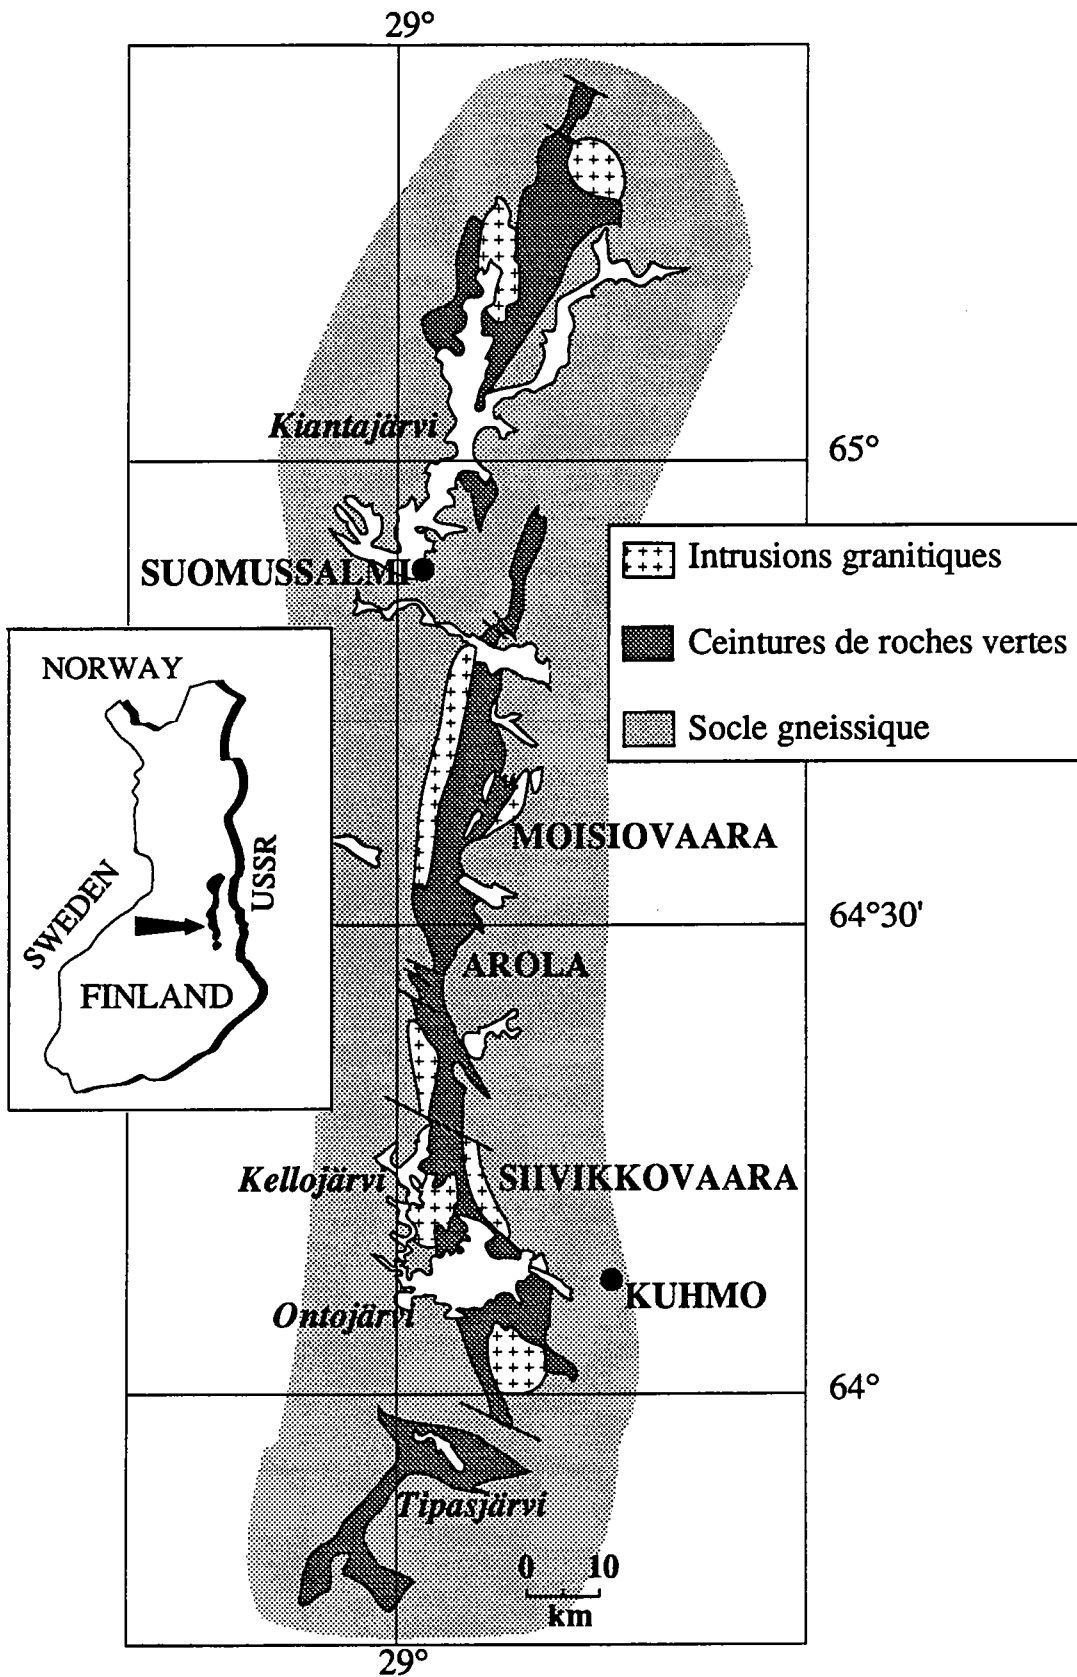 29°
Kiantajärvi
65°
SUOMUSSALMI
Intrusions granitiques
Ceintures de roches vertes
Socle gneissique
NORWAY
SWEDEN
USSR
FINLAND
MOISIOVAARA
64°30'
AROLA
Kellojärvi
SIIVIKKOVAARA
KUHMO
Ontojärvi
64°
Tipasjärvi
0 10
km
29°